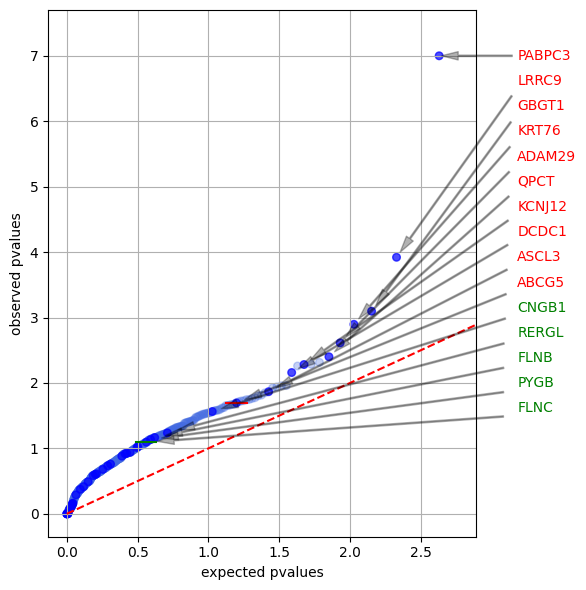 7
6
5
4
3
2
1
0
observed pvalues
0.0 0.5 1.0 1.5 2.0 2.5
expected pvalues
PABPC3
LRRC9
GBGT1
KRT76
ADAM29
QPCT
KCNJ12
DCDC1
ASCL3
ABCG5
CNGB1
RERGL
FLNB
PYGB
FLNC